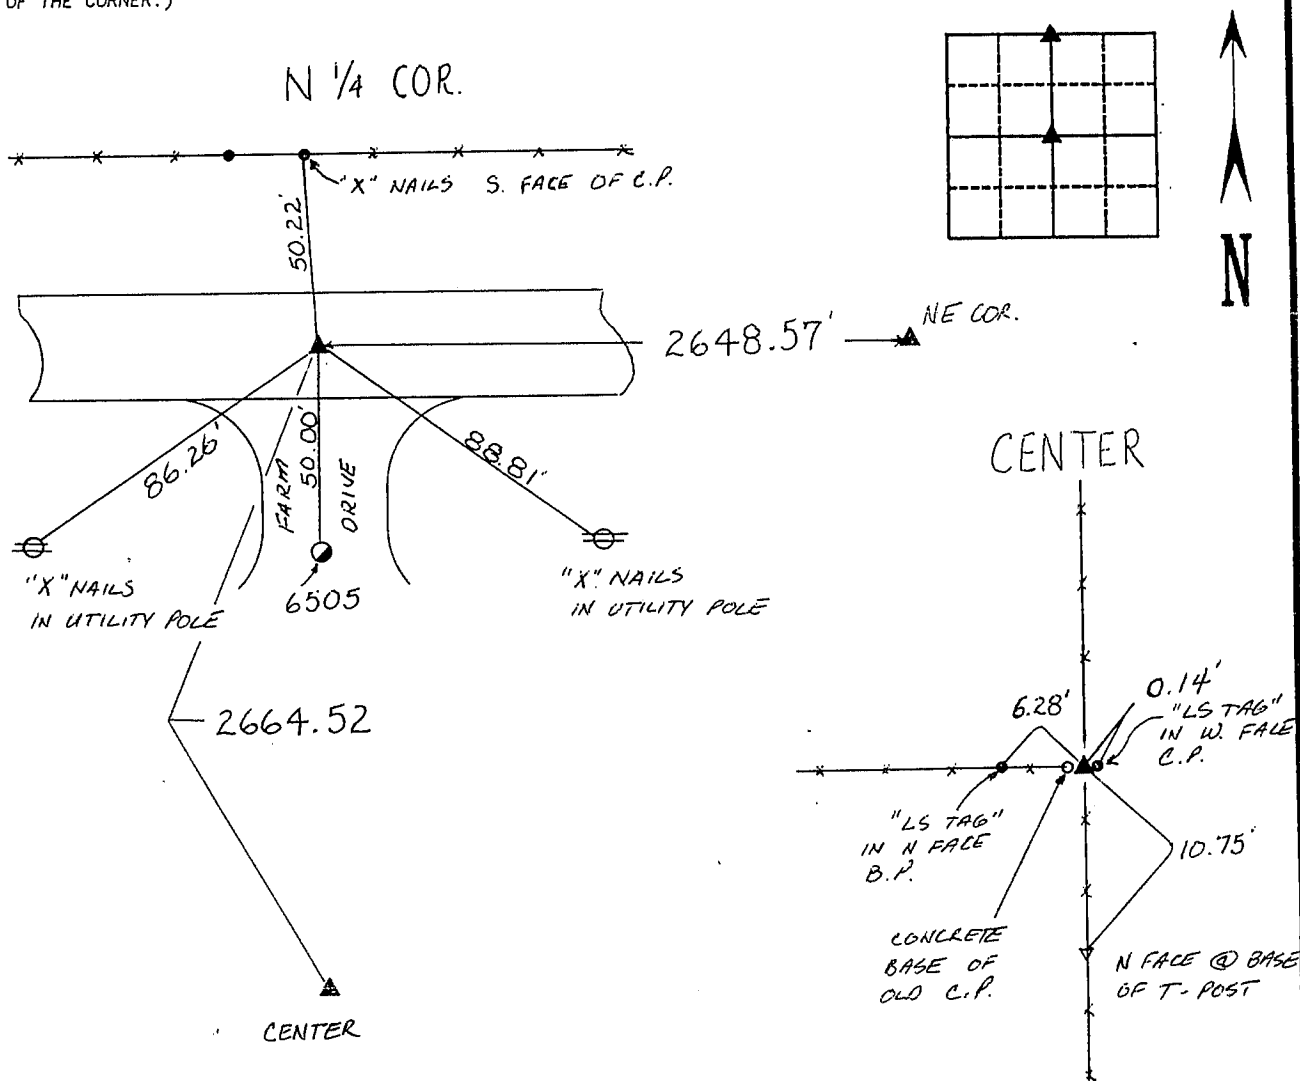 OF THE CORNER.)
N 1/4 COR.
"X" NAILS S. FACE OF C.P.
50.22'
N
2648.57'
NE COR.
86.26'
FARM
50.00'
DRIVE
88.81'
"X" NAILS
IN UTILITY POLE
6505
"X" NAILS
IN UTILITY POLE
2664.52
CENTER
CENTER
6.28'
0.14'
"LS TAG"
IN W. FACE
C.P.
"LS TAG"
IN N FACE
B.P.
10.75'
CONCRETE
BASE OF
OLD C.P.
N FACE @ BASE
OF T-POST